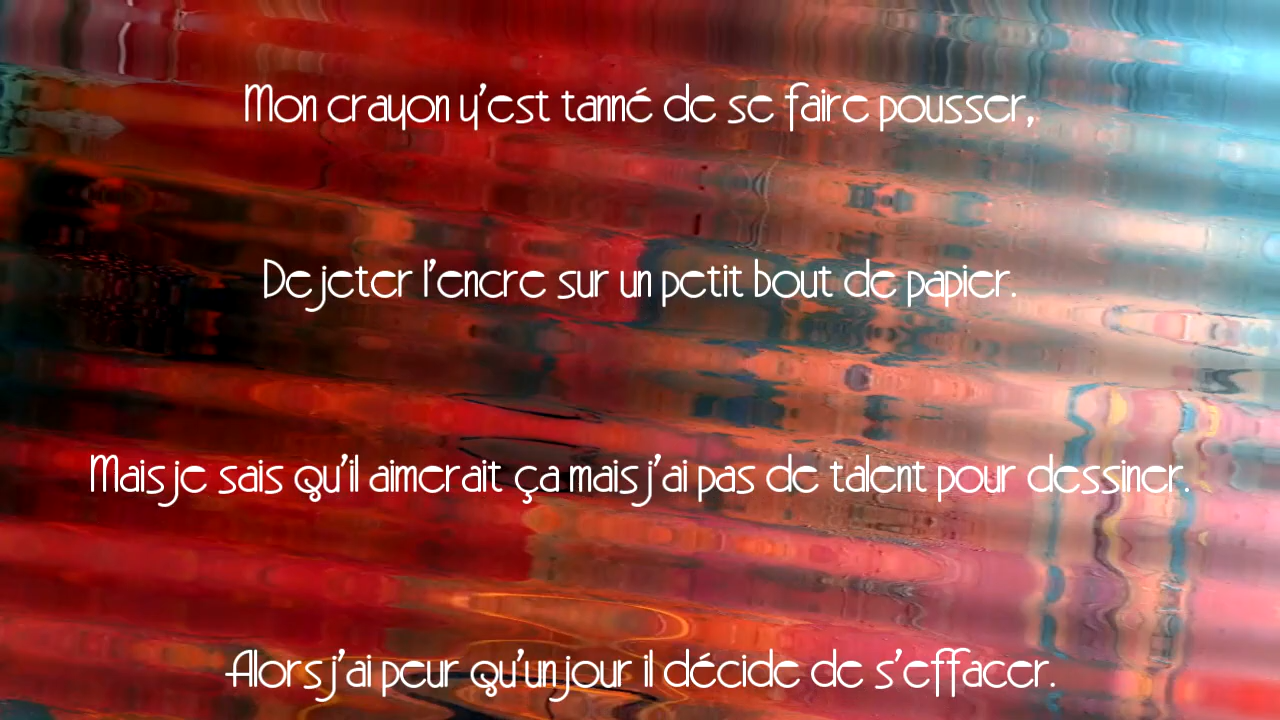 Mon crayon y'est tanné de se faire pousser,
De jeter l'encre sur un petit bout de papier.
Mais je sais qu'il aimerait ça mais j'ai pas de talent pour dessiner.
Alors j'ai peur qu'un jour il décide de s'effacer.